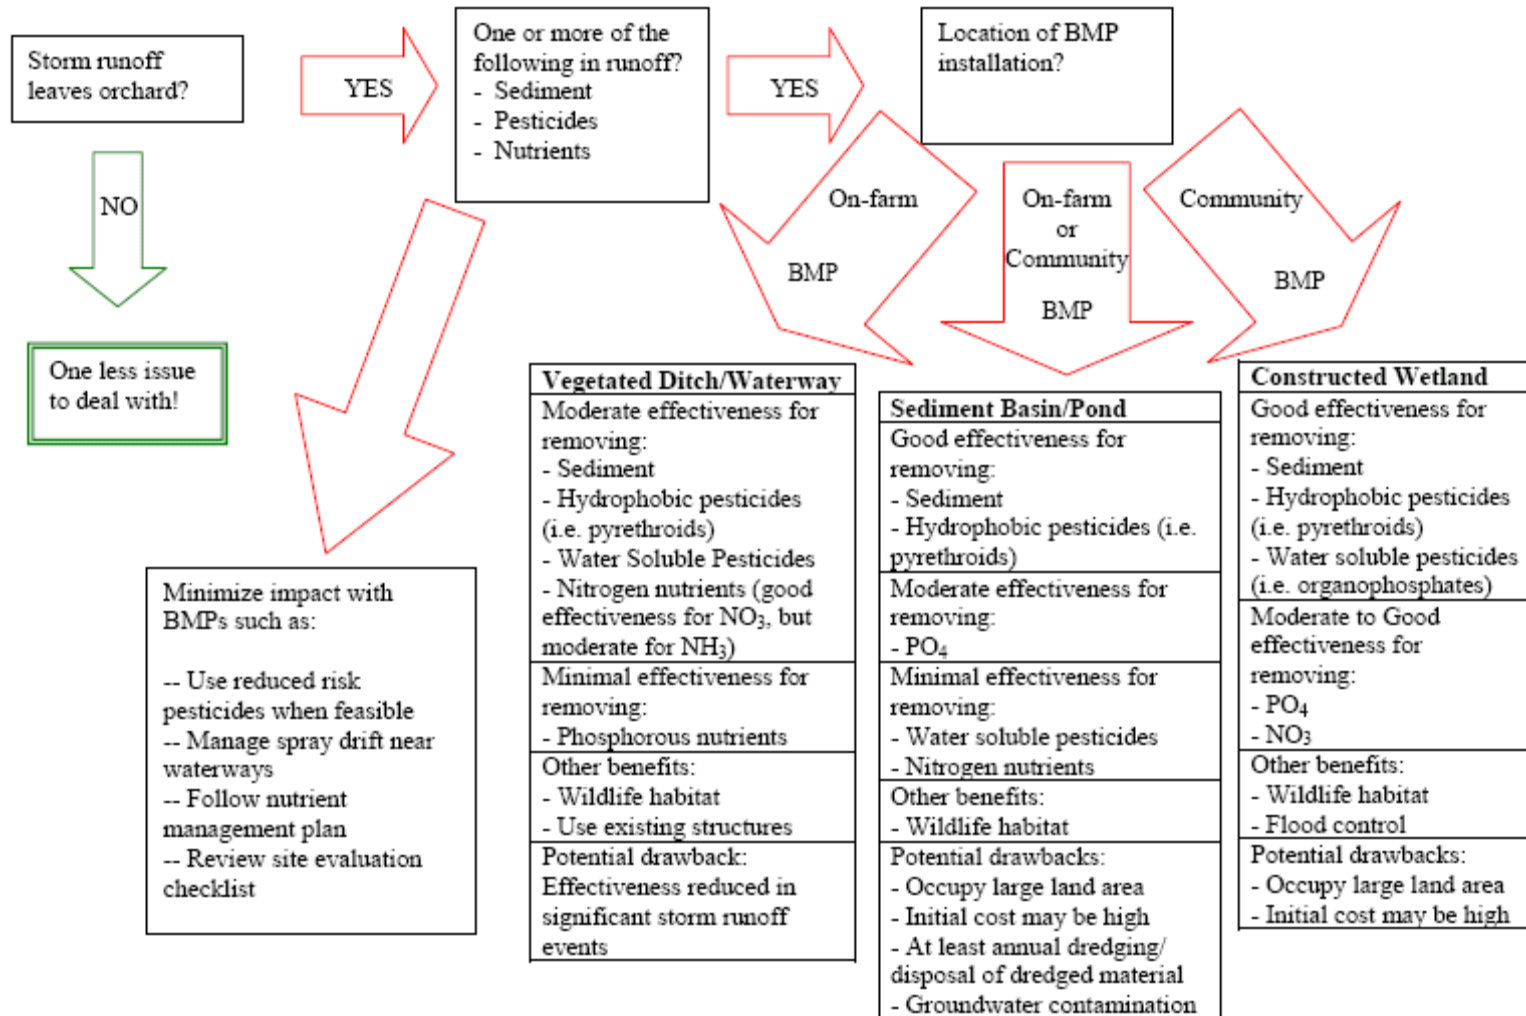 Storm runoff
leaves orchard?
YES
One or more of the
following in runoff?
- Sediment
- Pesticides
- Nutrients
YES
Location of BMP
installation?
NO
One less issue
to deal with!
On-farm
BMP
On-farm
or
Community
BMP
Community
BMP
Minimize impact with
BMPs such as:
-- Use reduced risk
pesticides when feasible
-- Manage spray drift near
waterways
-- Follow nutrient
management plan
-- Review site evaluation
checklist
Vegetated Ditch/Waterway
Moderate effectiveness for
removing:
- Sediment
- Hydrophobic pesticides
(i.e. pyrethroids)
- Water Soluble Pesticides
- Nitrogen nutrients (good
effectiveness for NO₃, but
moderate for NH₃)
Minimal effectiveness for
removing:
- Phosphorous nutrients
Other benefits:
- Wildlife habitat
- Use existing structures
Potential drawback:
Effectiveness reduced in
significant storm runoff
events
Sediment Basin/Pond
Good effectiveness for
removing:
- Sediment
- Hydrophobic pesticides (i.e.
pyrethroids)
Moderate effectiveness for
removing:
- PO₄
Minimal effectiveness for
removing:
- Water soluble pesticides
- Nitrogen nutrients
Other benefits:
- Wildlife habitat
Potential drawbacks:
- Occupy large land area
- Initial cost may be high
- At least annual dredging/
disposal of dredged material
- Groundwater contamination
Constructed Wetland
Good effectiveness for
removing:
- Sediment
- Hydrophobic pesticides
(i.e. pyrethroids)
- Water soluble pesticides
(i.e. organophosphates)
Moderate to Good
effectiveness for
removing:
- PO₄
- NO₃
Other benefits:
- Wildlife habitat
- Flood control
Potential drawbacks:
- Occupy large land area
- Initial cost may be high